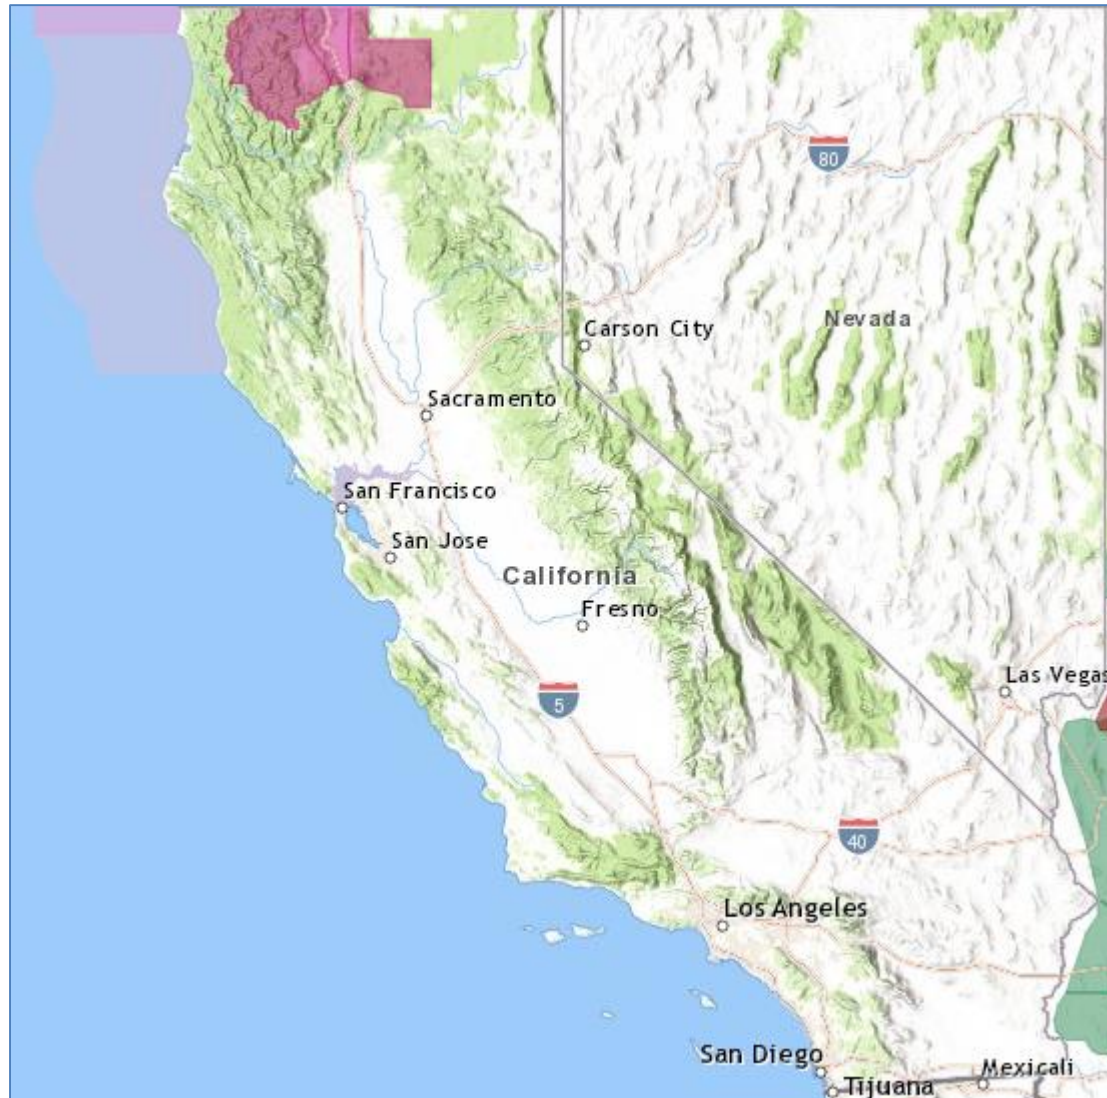 80
Nevada
Carson City
Sacramento
San Francisco
San Jose
California
Fresno
Las Vegas
5
40
Los Angeles
San Diego
Mexicali
Tijuana